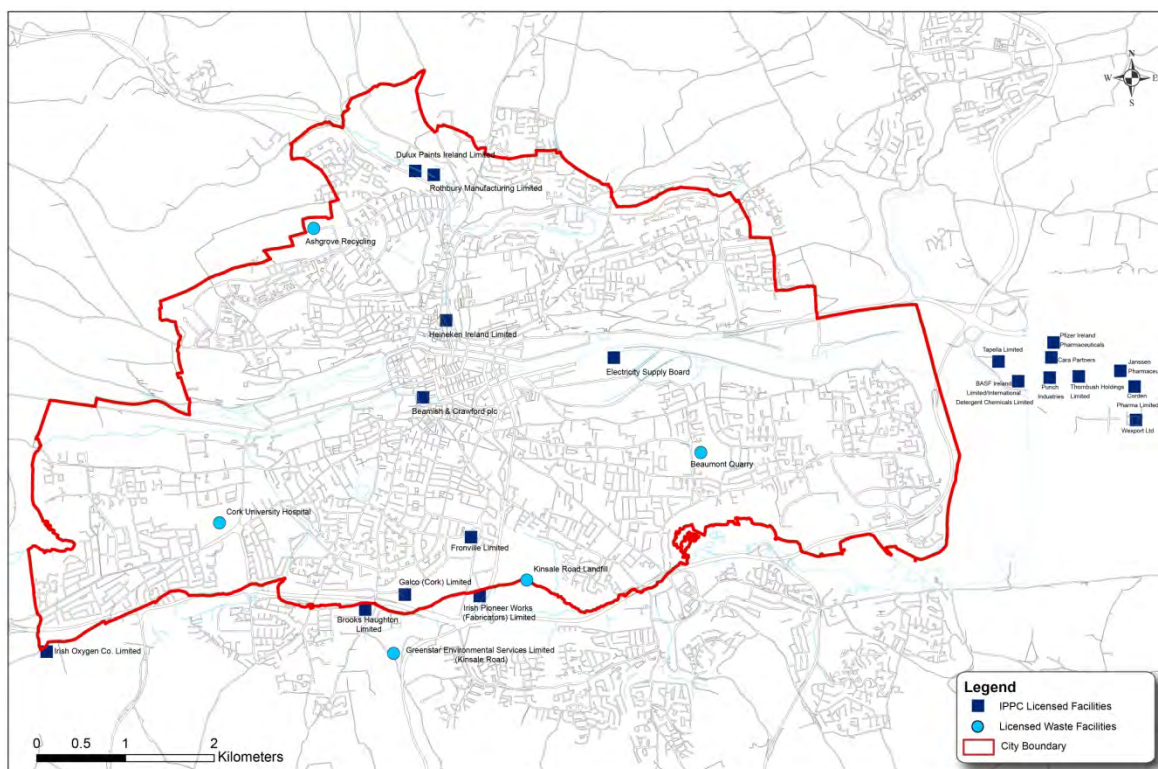 N
W E
S
Dulux Paints Ireland Limited
Rothbury Manufacturing Limited
Ashgrove Recycling
Heineken Ireland Limited
Electricity Supply Board
Beamish & Crawford plc
Pfizer Ireland
Pharmaceuticals
Tapella Limited
Cara Partners
Janssen
Pharmaceu
BASF Ireland
Limited/International
Detergent Chemicals Limited
Punch
Industries
Thornbush Holdings
Limited
Corden
Pharma Limited
Wexport Ltd
Beaumont Quarry
Cork University Hospital
Fronville Limited
Kinsale Road Landfill
Galco (Cork) Limited
Irish Pioneer Works
(Fabricators) Limited
Brooks Haughton
Limited
Irish Oxygen Co. Limited
Greenstar Environmental Services Limited
(Kinsale Road)
Legend
IPPC Licensed Facilities
Licensed Waste Facilities
City Boundary
0 0.5 1 2
Kilometers